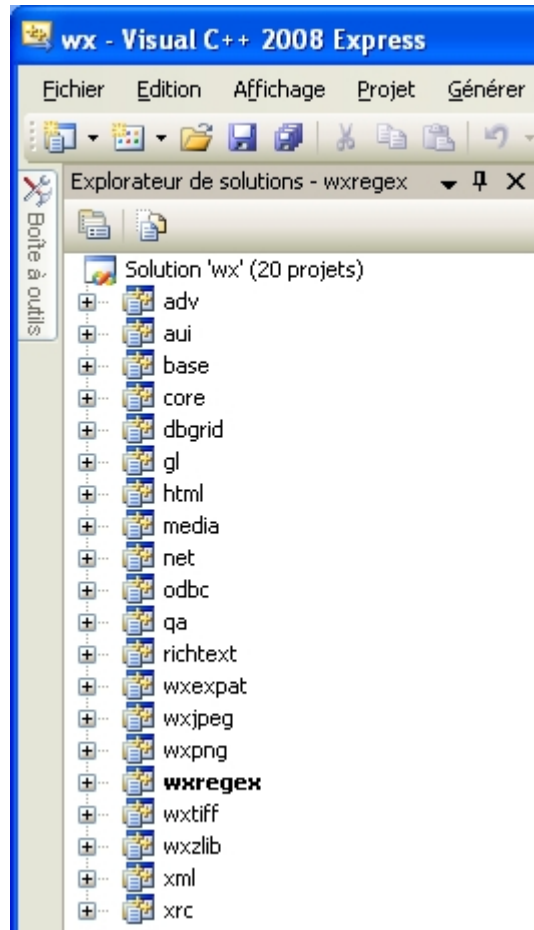 wx - Visual C++ 2008 Express
Fichier Edition Affichage Projet Générer
Explorateur de solutions - wxregex
Boîte à outils
Solution 'wx' (20 projets)
adv
aui
base
core
dbgrid
gl
html
media
net
odbc
qa
richtext
wxexpat
wxjpeg
wxpng
wxregex
wxtiff
wxzlib
xml
xrc